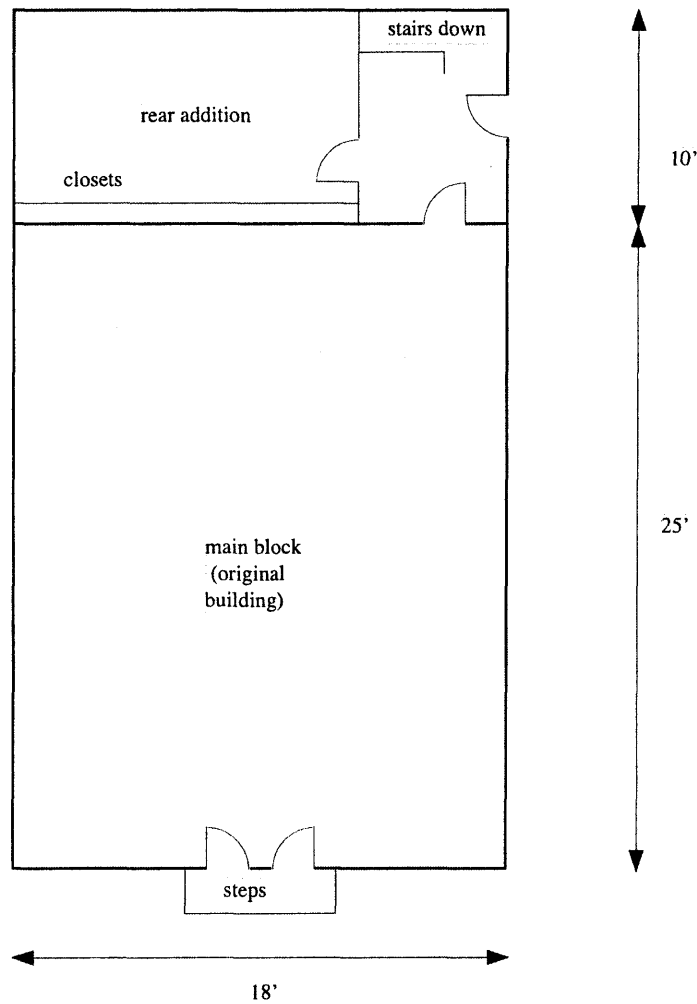 stairs down
rear addition
10'
closets
25'
main block
(original
building)
steps
18'